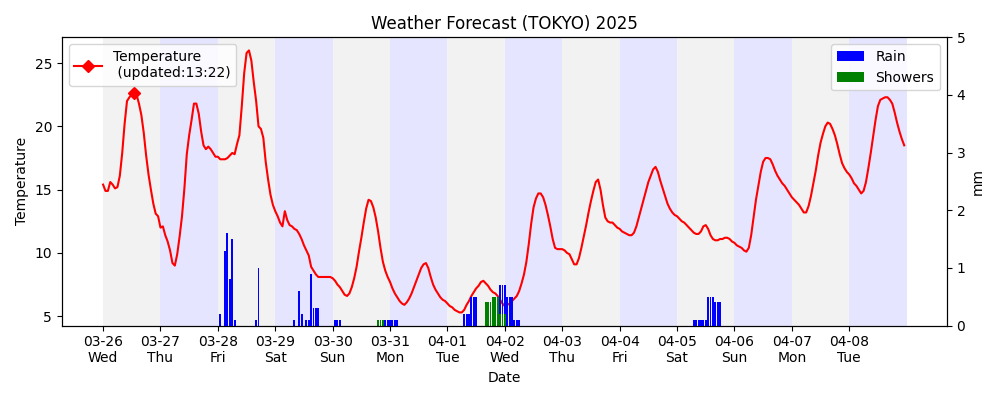 Weather Forecast (TOKYO) 2025
Temperature
(updated:13:22)
Rain
Showers
Temperature
25
20
15
10
5
5
4
3
2
1
0
mm
03-26 03-27 03-28 03-29 03-30 03-31 04-01 04-02 04-03 04-04 04-05 04-06 04-07 04-08
Wed Thu Fri Sat Sun Mon Tue Wed Thu Fri Sat Sun Mon Tue
Date